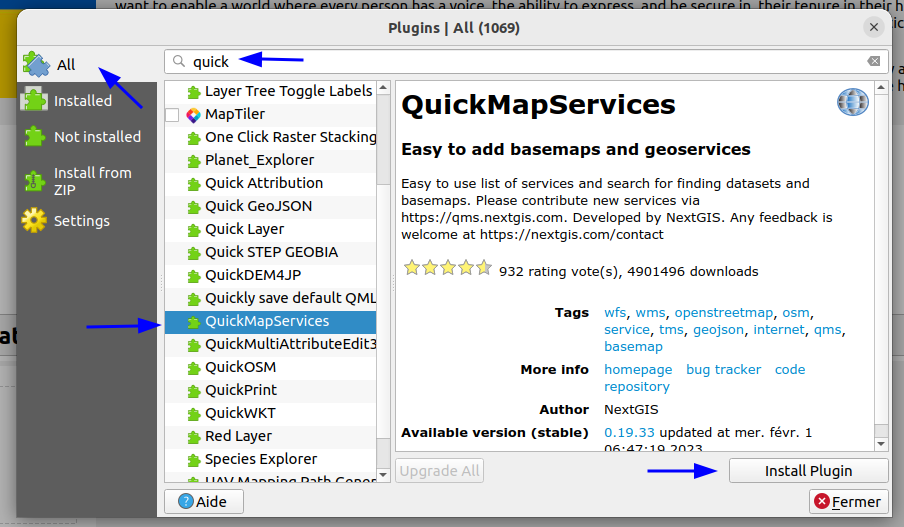 want to enable a world where every person has a voice, the ability to express, and be secure in, their tenure in their h
Plugins | All (1069)
All
Installed
Not installed
Install from
ZIP
Settings
quick
Layer Tree Toggle Labels
MapTiler
One Click Raster Stacking
Planet_Explorer
Quick Attribution
Quick GeoJSON
Quick Layer
Quick STEP GEOBIA
QuickDEM4JP
Quickly save default QML
QuickMapServices
QuickMultiAttributeEdit3
QuickOSM
QuickPrint
QuickWKT
Red Layer
Species Explorer
UAV Mapping Path Gener
QuickMapServices
Easy to add basemaps and geoservices
Easy to use list of services and search for finding datasets and
basemaps. Please contribute new services via
https://qms.nextgis.com. Developed by NextGIS. Any feedback is
welcome at https://nextgis.com/contact
932 rating vote(s), 4901496 downloads
Tags wfs, wms, openstreetmap, osm,
service, tms, geojson, internet, qms,
basemap
More info homepage bug tracker code
repository
Author NextGIS
Available version (stable) 0.19.33 updated at mer. févr. 1
06:47:19 2023
Upgrade All
Install Plugin
Aide
Fermer